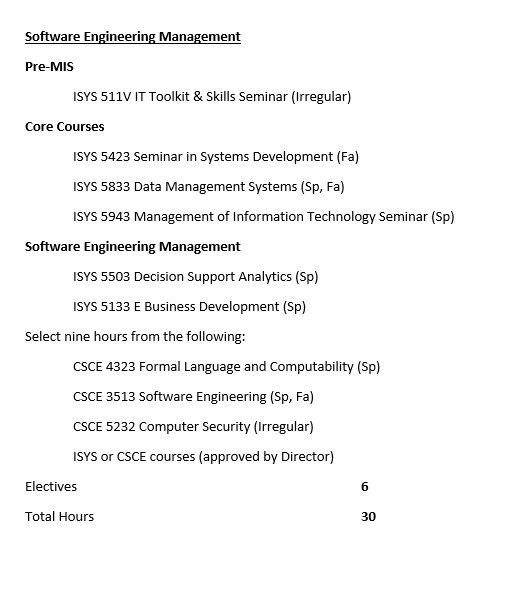 Software Engineering Management
Pre-MIS
ISYS 511V IT Toolkit & Skills Seminar (Irregular)
Core Courses
ISYS 5423 Seminar in Systems Development (Fa)
ISYS 5833 Data Management Systems (Sp, Fa)
ISYS 5943 Management of Information Technology Seminar (Sp)
Software Engineering Management
ISYS 5503 Decision Support Analytics (Sp)
ISYS 5133 E Business Development (Sp)
Select nine hours from the following:
CSCE 4323 Formal Language and Computability (Sp)
CSCE 3513 Software Engineering (Sp, Fa)
CSCE 5232 Computer Security (Irregular)
ISYS or CSCE courses (approved by Director)
Electives 6
Total Hours 30